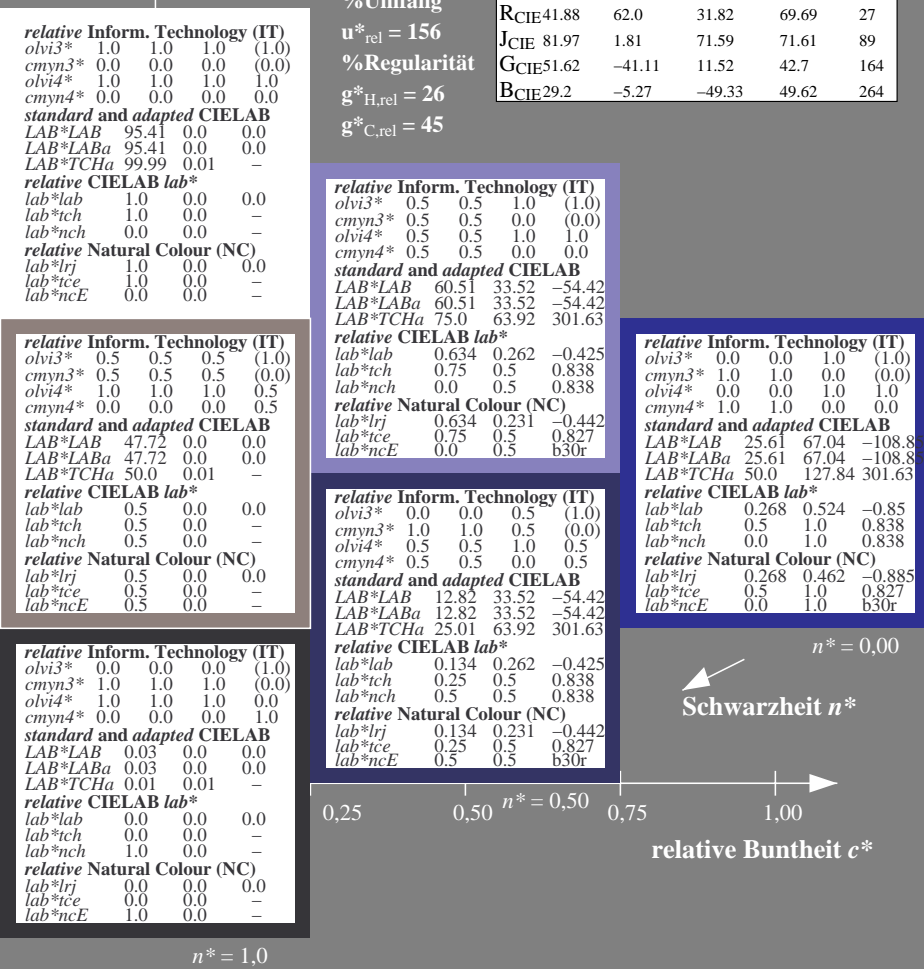 %Umfang
u*rel = 156
%Regularität
g*H,rel = 26
g*C,rel = 45
RCIE 41.88 62.0 31.82 69.69 27
JCIE 81.97 1.81 71.59 71.61 89
GCIE 51.62 −41.11 11.52 42.7 164
BCIE 29.2 −5.27 −49.33 49.62 264
relative Inform. Technology (IT)
olvi3* 1.0 1.0 1.0 (1.0)
cmyn3* 0.0 0.0 0.0 (0.0)
olvi4* 1.0 1.0 1.0 1.0
cmyn4* 0.0 0.0 0.0 0.0
standard and adapted CIELAB
LAB*LAB 95.41 0.0 0.0
LAB*LABa 95.41 0.0 0.0
LAB*TCHa 99.99 0.01 –
relative CIELAB lab*
lab*lab 1.0 0.0 0.0
lab*tch 1.0 0.0 –
lab*nch 0.0 0.0 –
relative Natural Colour (NC)
lab*lrj 1.0 0.0 0.0
lab*tce 1.0 0.0 –
lab*ncE 0.0 0.0 –
relative Inform. Technology (IT)
olvi3* 0.5 0.5 1.0 (1.0)
cmyn3* 0.5 0.5 0.0 (0.0)
olvi4* 0.5 0.5 1.0 1.0
cmyn4* 0.5 0.5 0.0 0.0
standard and adapted CIELAB
LAB*LAB 60.51 33.52 −54.42
LAB*LABa 60.51 33.52 −54.42
LAB*TCHa 75.0 63.92 301.63
relative CIELAB lab*
lab*lab 0.634 0.262 −0.425
lab*tch 0.75 0.5 0.838
lab*nch 0.0 0.5 0.838
relative Natural Colour (NC)
lab*lrj 0.634 0.231 −0.442
lab*tce 0.75 0.5 0.827
lab*ncE 0.0 0.5 b30r
relative Inform. Technology (IT)
olvi3* 0.5 0.5 0.5 (1.0)
cmyn3* 0.5 0.5 0.5 (0.0)
olvi4* 1.0 1.0 1.0 0.5
cmyn4* 0.0 0.0 0.0 0.5
standard and adapted CIELAB
LAB*LAB 47.72 0.0 0.0
LAB*LABa 47.72 0.0 0.0
LAB*TCHa 50.0 0.01 –
relative CIELAB lab*
lab*lab 0.5 0.0 0.0
lab*tch 0.5 0.0 –
lab*nch 0.5 0.0 –
relative Natural Colour (NC)
lab*lrj 0.5 0.0 0.0
lab*tce 0.5 0.0 –
lab*ncE 0.5 0.0 –
relative Inform. Technology (IT)
olvi3* 0.0 0.0 1.0 (1.0)
cmyn3* 1.0 1.0 0.0 (0.0)
olvi4* 0.0 0.0 1.0 1.0
cmyn4* 1.0 1.0 0.0 0.0
standard and adapted CIELAB
LAB*LAB 25.61 67.04 −108.8
LAB*LABa 25.61 67.04 −108.8
LAB*TCHa 50.0 127.84 301.63
relative CIELAB lab*
lab*lab 0.268 0.524 −0.85
lab*tch 0.5 1.0 0.838
lab*nch 0.0 1.0 0.838
relative Natural Colour (NC)
lab*lrj 0.268 0.462 −0.885
lab*tce 0.5 1.0 0.827
lab*ncE 0.0 1.0 b30r
relative Inform. Technology (IT)
olvi3* 0.0 0.0 0.5 (1.0)
cmyn3* 1.0 1.0 0.5 (0.0)
olvi4* 0.5 0.5 1.0 0.5
cmyn4* 0.5 0.5 0.0 0.5
standard and adapted CIELAB
LAB*LAB 12.82 33.52 −54.42
LAB*LABa 12.82 33.52 −54.42
LAB*TCHa 25.01 63.92 301.63
relative CIELAB lab*
lab*lab 0.134 0.262 −0.425
lab*tch 0.25 0.5 0.838
lab*nch 0.5 0.5 0.838
relative Natural Colour (NC)
lab*lrj 0.134 0.231 −0.442
lab*tce 0.25 0.5 0.827
lab*ncE 0.5 0.5 b30r
n* = 0,00
Schwarzheit n*
relative Inform. Technology (IT)
olvi3* 0.0 0.0 0.0 (1.0)
cmyn3* 1.0 1.0 1.0 (0.0)
olvi4* 1.0 1.0 1.0 0.0
cmyn4* 0.0 0.0 0.0 1.0
standard and adapted CIELAB
LAB*LAB 0.03 0.0 0.0
LAB*LABa 0.03 0.0 0.0
LAB*TCHa 0.01 0.01 –
relative CIELAB lab*
lab*lab 0.0 0.0 0.0
lab*tch 0.0 0.0 –
lab*nch 1.0 0.0 –
relative Natural Colour (NC)
lab*lrj 0.0 0.0 0.0
lab*tce 0.0 0.0 –
lab*ncE 1.0 0.0 –
n* = 0,50
0,25 0,50 0,75 1,00
relative Buntheit c*
n* = 1,0